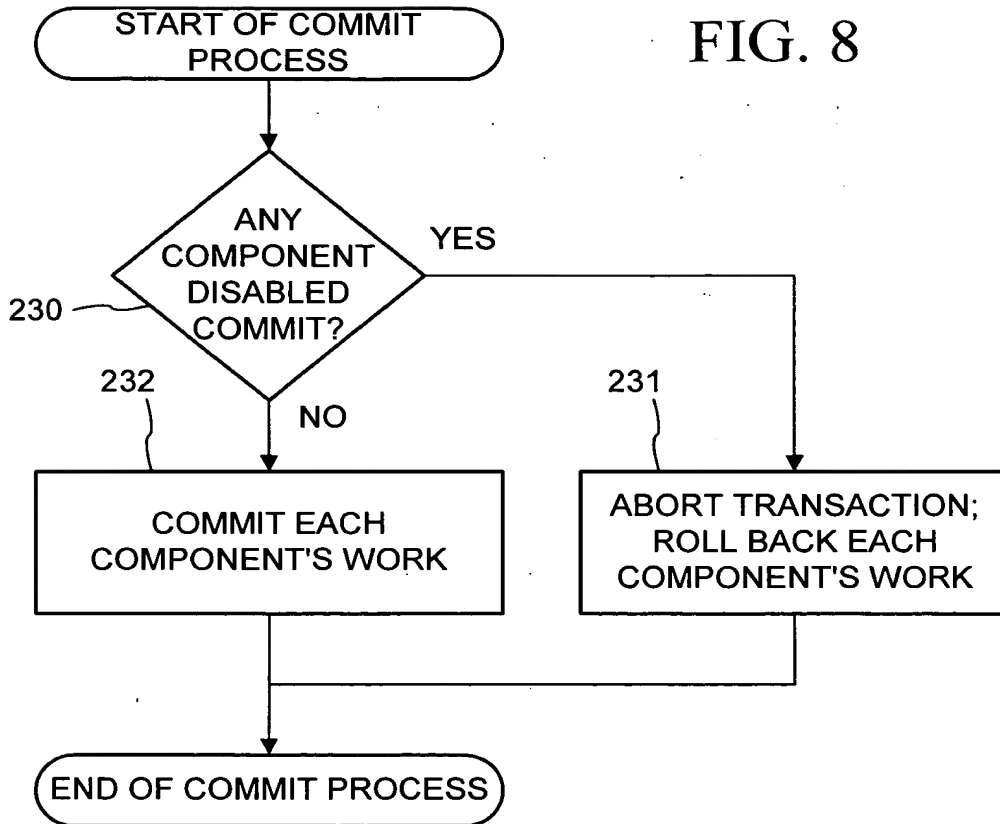 START OF COMMIT
PROCESS
FIG. 8
ANY
COMPONENT
DISABLED
COMMIT?
YES
230
232
NO
231
COMMIT EACH
COMPONENT'S WORK
ABORT TRANSACTION;
ROLL BACK EACH
COMPONENT'S WORK
END OF COMMIT PROCESS